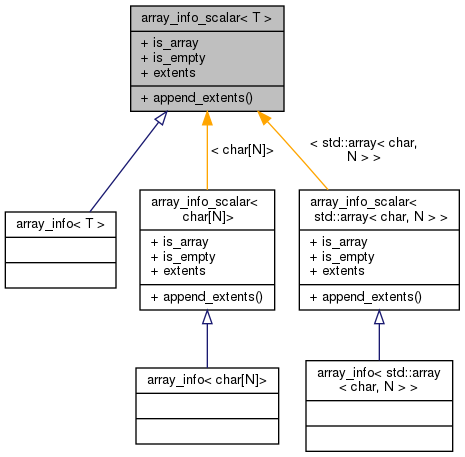 array_info_scalar< T >
+ is_array
+ is_empty
+ extents
+ append_extents()
< char[N]>
< std::array< char,
N > >
array_info< T >
array_info_scalar<
char[N]>
+ is_array
+ is_empty
+ extents
+ append_extents()
array_info_scalar<
std::array< char, N > >
+ is_array
+ is_empty
+ extents
+ append_extents()
array_info< char[N]>
array_info< std::array
< char, N > >